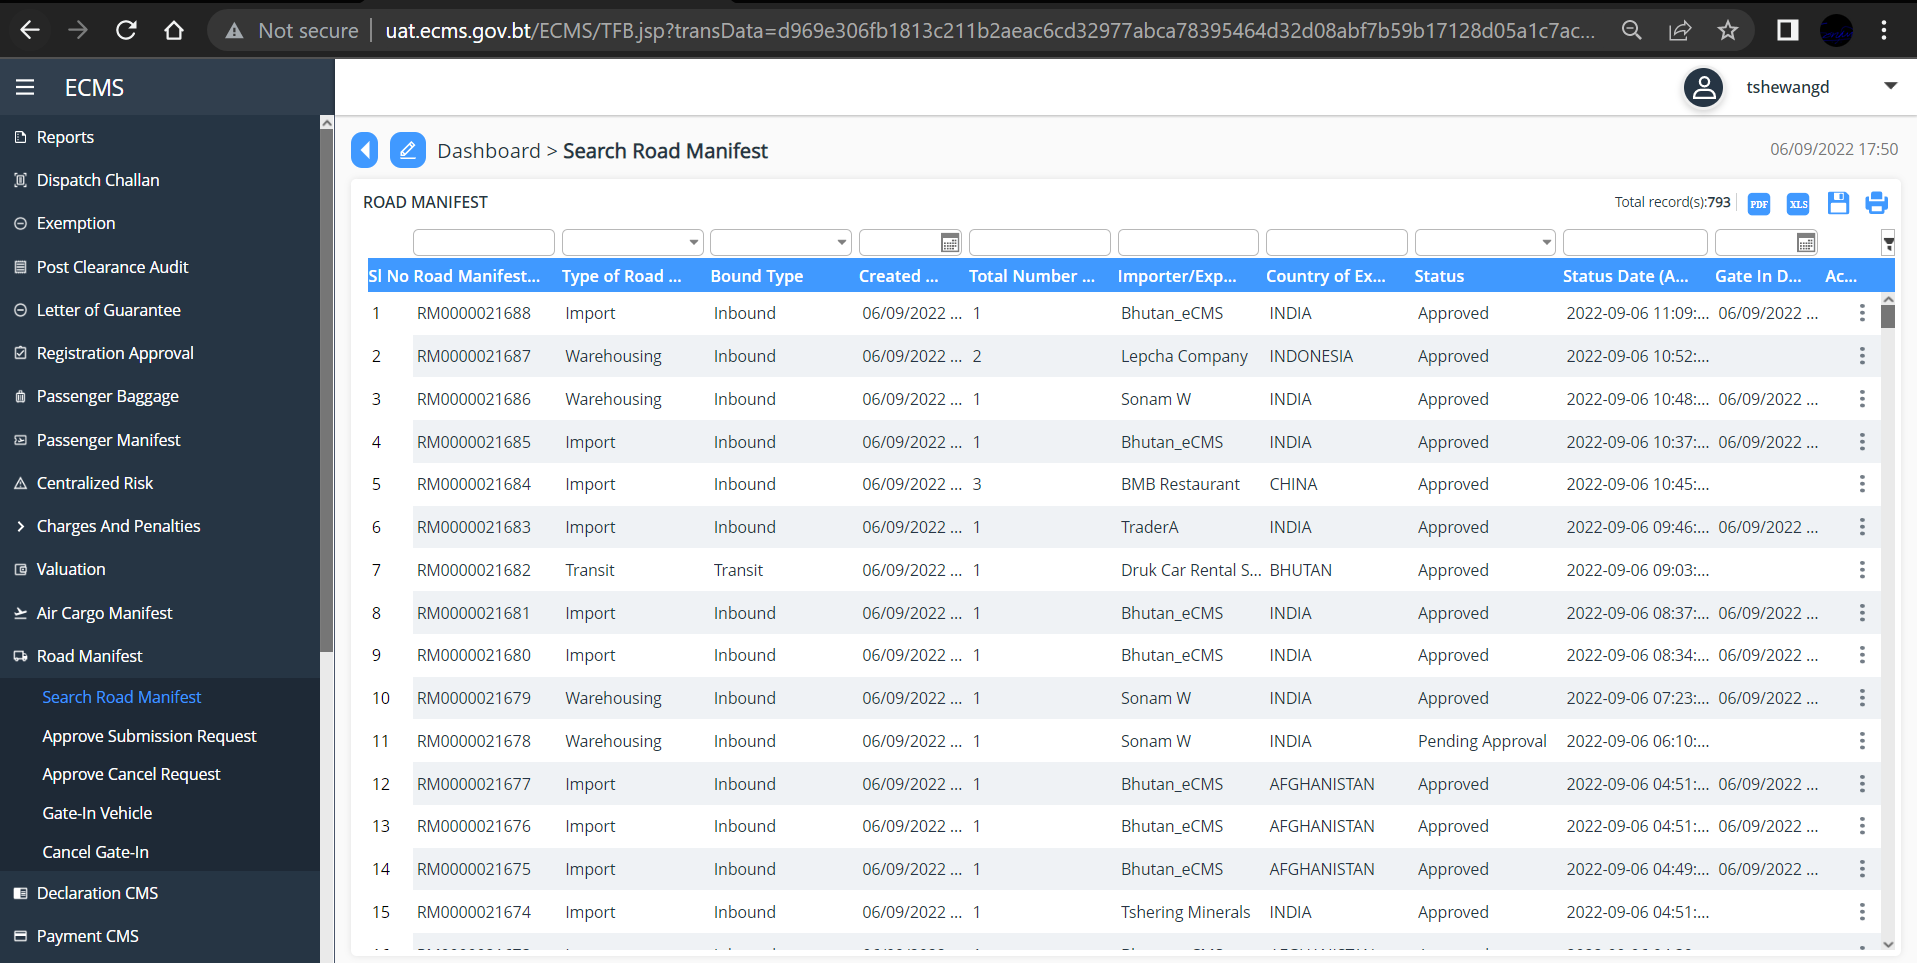 Not secure | uat.ecms.gov.bt/ECMS/TFB.jsp?transData=d969e306fb1813c211b2aeac6cd32977abca78395464d32d08abf7b59b17128d05a1c7ac...
ECMS
tshewangd
Reports
Dispatch Challan
Exemption
Post Clearance Audit
Letter of Guarantee
Registration Approval
Passenger Baggage
Passenger Manifest
Centralized Risk
Charges And Penalties
Valuation
Air Cargo Manifest
Road Manifest
Search Road Manifest
Approve Submission Request
Approve Cancel Request
Gate-In Vehicle
Cancel Gate-In
Declaration CMS
Payment CMS
Dashboard > Search Road Manifest
06/09/2022 17:50
ROAD MANIFEST
Total record(s):793 PDF XLS
Sl No Road Manifest... Type of Road ... Bound Type Created ... Total Number ... Importer/Exp... Country of Ex... Status Status Date (A... Gate In D... Ac...
1 RM0000021688 Import Inbound 06/09/2022 ... 1 Bhutan_eCMS INDIA Approved 2022-09-06 11:09:... 06/09/2022 ...
2 RM0000021687 Warehousing Inbound 06/09/2022 ... 2 Lepcha Company INDONESIA Approved 2022-09-06 10:52:...
3 RM0000021686 Warehousing Inbound 06/09/2022 ... 1 Sonam W INDIA Approved 2022-09-06 10:48:... 06/09/2022 ...
4 RM0000021685 Import Inbound 06/09/2022 ... 1 Bhutan_eCMS INDIA Approved 2022-09-06 10:37:... 06/09/2022 ...
5 RM0000021684 Import Inbound 06/09/2022 ... 3 BMB Restaurant CHINA Approved 2022-09-06 10:45:...
6 RM0000021683 Import Inbound 06/09/2022 ... 1 TraderA INDIA Approved 2022-09-06 09:46:... 06/09/2022 ...
7 RM0000021682 Transit Transit 06/09/2022 ... 1 Druk Car Rental S... BHUTAN Approved 2022-09-06 09:03:...
8 RM0000021681 Import Inbound 06/09/2022 ... 1 Bhutan_eCMS INDIA Approved 2022-09-06 08:37:... 06/09/2022 ...
9 RM0000021680 Import Inbound 06/09/2022 ... 1 Bhutan_eCMS INDIA Approved 2022-09-06 08:34:... 06/09/2022 ...
10 RM0000021679 Warehousing Inbound 06/09/2022 ... 1 Sonam W INDIA Approved 2022-09-06 07:23:... 06/09/2022 ...
11 RM0000021678 Warehousing Inbound 06/09/2022 ... 1 Sonam W INDIA Pending Approval 2022-09-06 06:10:...
12 RM0000021677 Import Inbound 06/09/2022 ... 1 Bhutan_eCMS AFGHANISTAN Approved 2022-09-06 04:51:... 06/09/2022 ...
13 RM0000021676 Import Inbound 06/09/2022 ... 1 Bhutan_eCMS AFGHANISTAN Approved 2022-09-06 04:51:... 06/09/2022 ...
14 RM0000021675 Import Inbound 06/09/2022 ... 1 Bhutan_eCMS AFGHANISTAN Approved 2022-09-06 04:49:... 06/09/2022 ...
15 RM0000021674 Import Inbound 06/09/2022 ... 1 Tshering Minerals INDIA Approved 2022-09-06 04:51:...